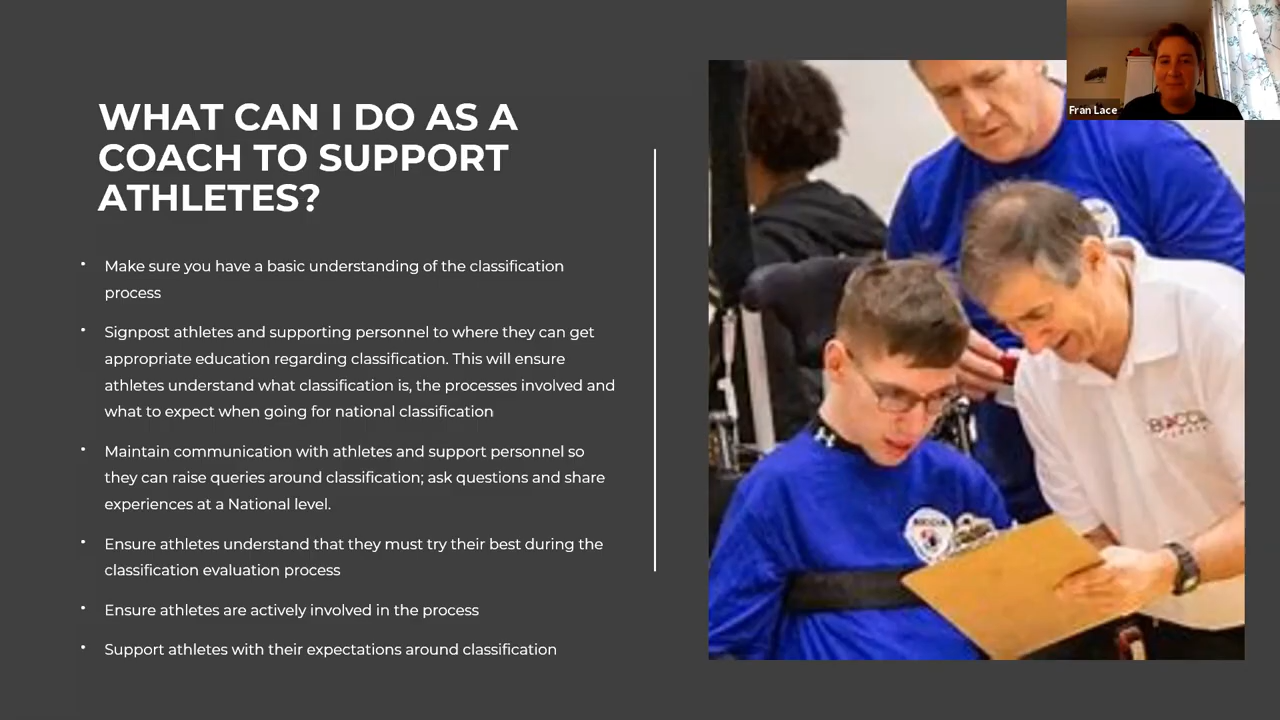 Fran Lace
WHAT CAN I DO AS A
COACH TO SUPPORT
ATHLETES?
• Make sure you have a basic understanding of the classification
process
• Signpost athletes and supporting personnel to where they can get
appropriate education regarding classification. This will ensure
athletes understand what classification is, the processes involved and
what to expect when going for national classification
• Maintain communication with athletes and support personnel so
they can raise queries around classification; ask questions and share
experiences at a National level.
• Ensure athletes understand that they must try their best during the
classification evaluation process
• Ensure athletes are actively involved in the process
• Support athletes with their expectations around classification